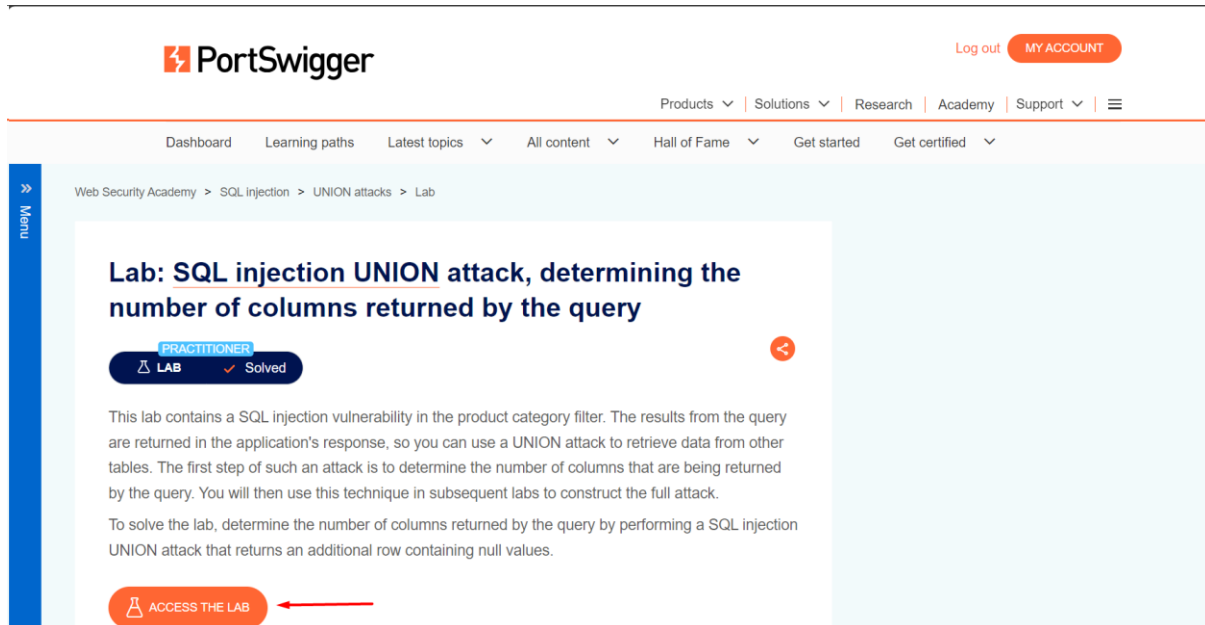 PortSwigger
Log out MY ACCOUNT
Products Solutions Research Academy Support
Dashboard Learning paths Latest topics All content Hall of Fame Get started Get certified
Menu
Web Security Academy > SQL injection > UNION attacks > Lab
Lab: SQL injection UNION attack, determining the
number of columns returned by the query
PRACTITIONER
LAB Solved
This lab contains a SQL injection vulnerability in the product category filter. The results from the query
are returned in the application's response, so you can use a UNION attack to retrieve data from other
tables. The first step of such an attack is to determine the number of columns that are being returned
by the query. You will then use this technique in subsequent labs to construct the full attack.
To solve the lab, determine the number of columns returned by the query by performing a SQL injection
UNION attack that returns an additional row containing null values.
ACCESS THE LAB